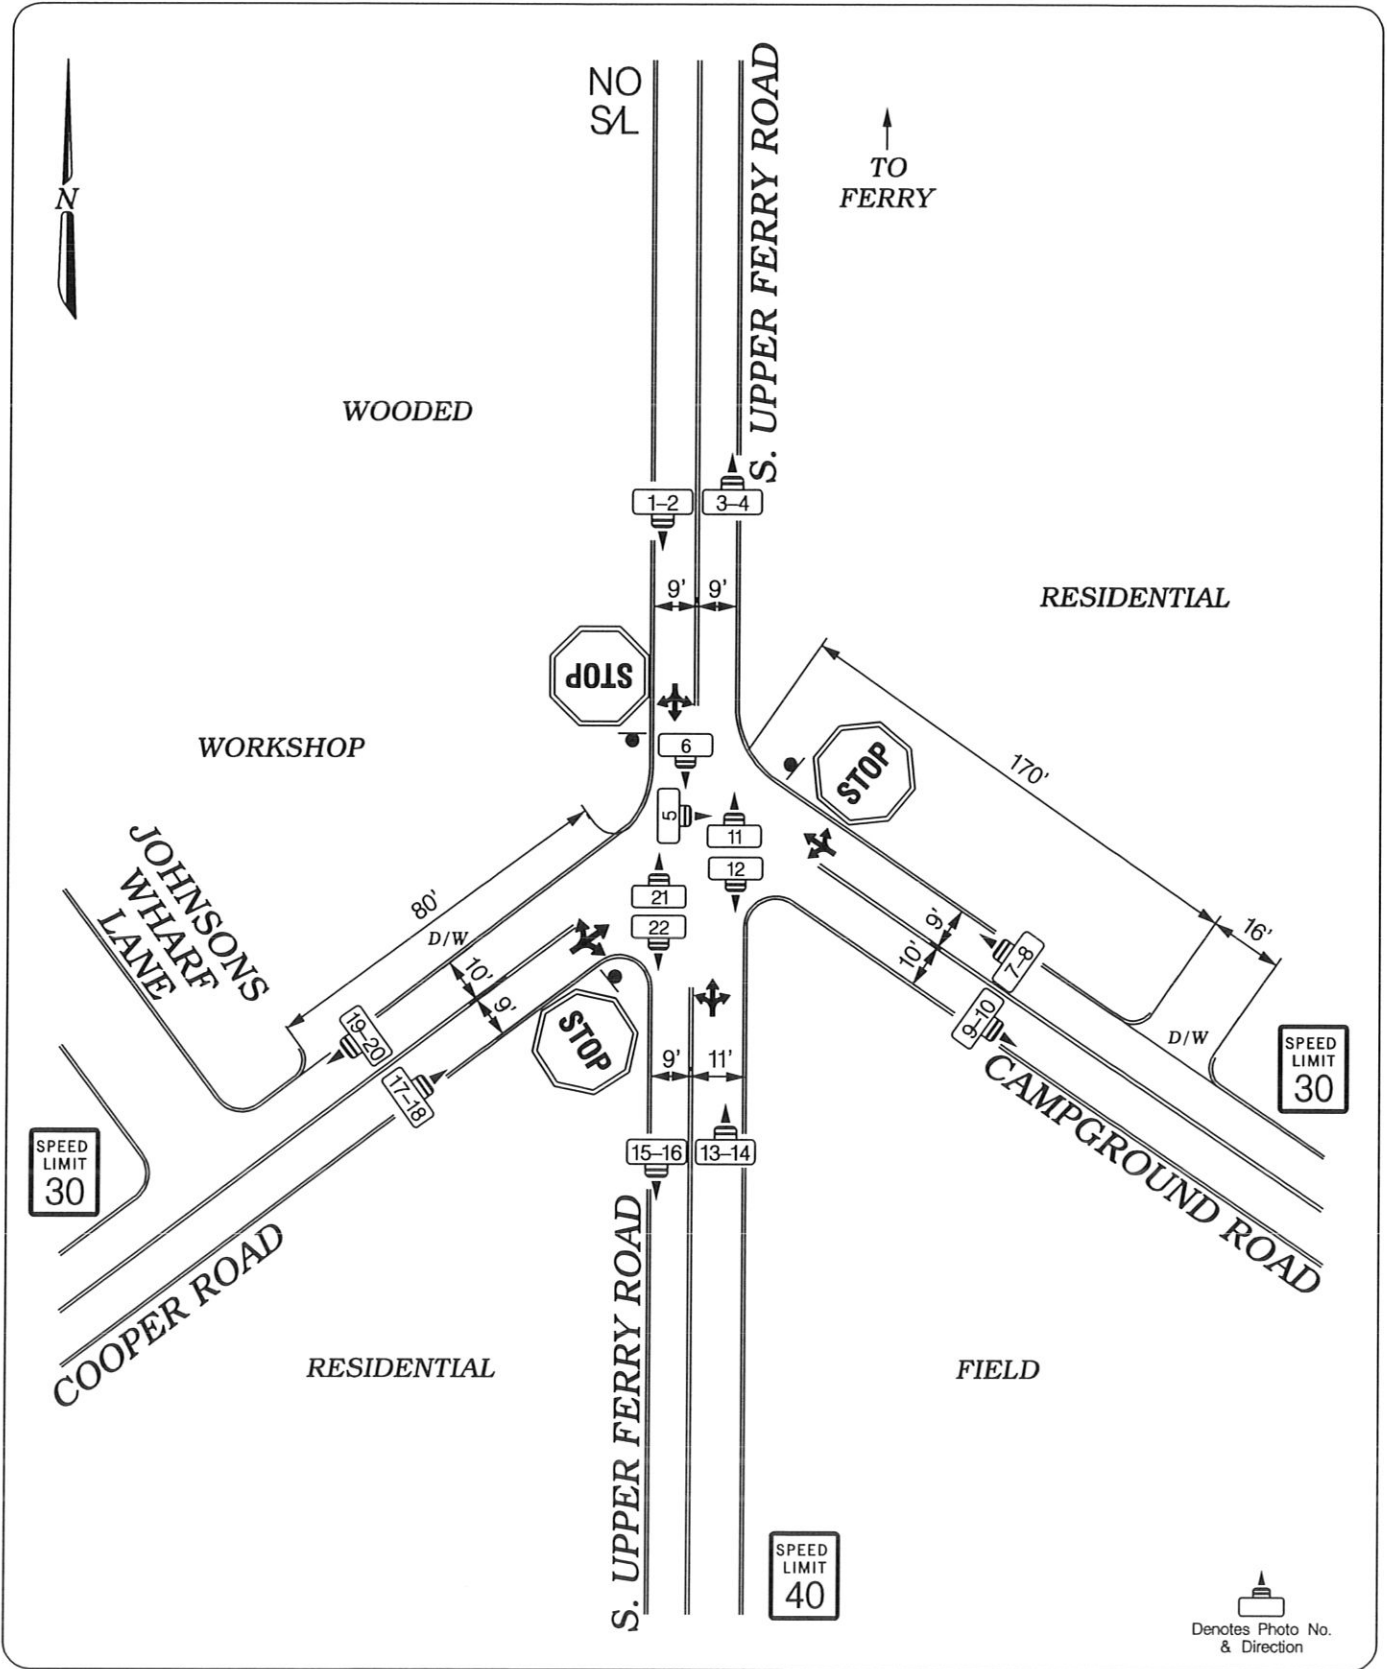 NO
S/L
S. UPPER FERRY ROAD
TO
FERRY
N
WOODED
1–2
3–4
9'
9'
RESIDENTIAL
STOP
WORKSHOP
6
STOP
170'
5
11
12
JOHNSONS
WHARF
LANE
80'
D/W
21
22
10'
9'
9'
10'
7–8
9–10
16'
D/W
19–20
17–18
STOP
9'
11'
SPEED
LIMIT
30
CAMPGROUND ROAD
SPEED
LIMIT
30
15–16
13–14
COOPER ROAD
S. UPPER FERRY ROAD
RESIDENTIAL
FIELD
SPEED
LIMIT
40
Denotes Photo No.
& Direction